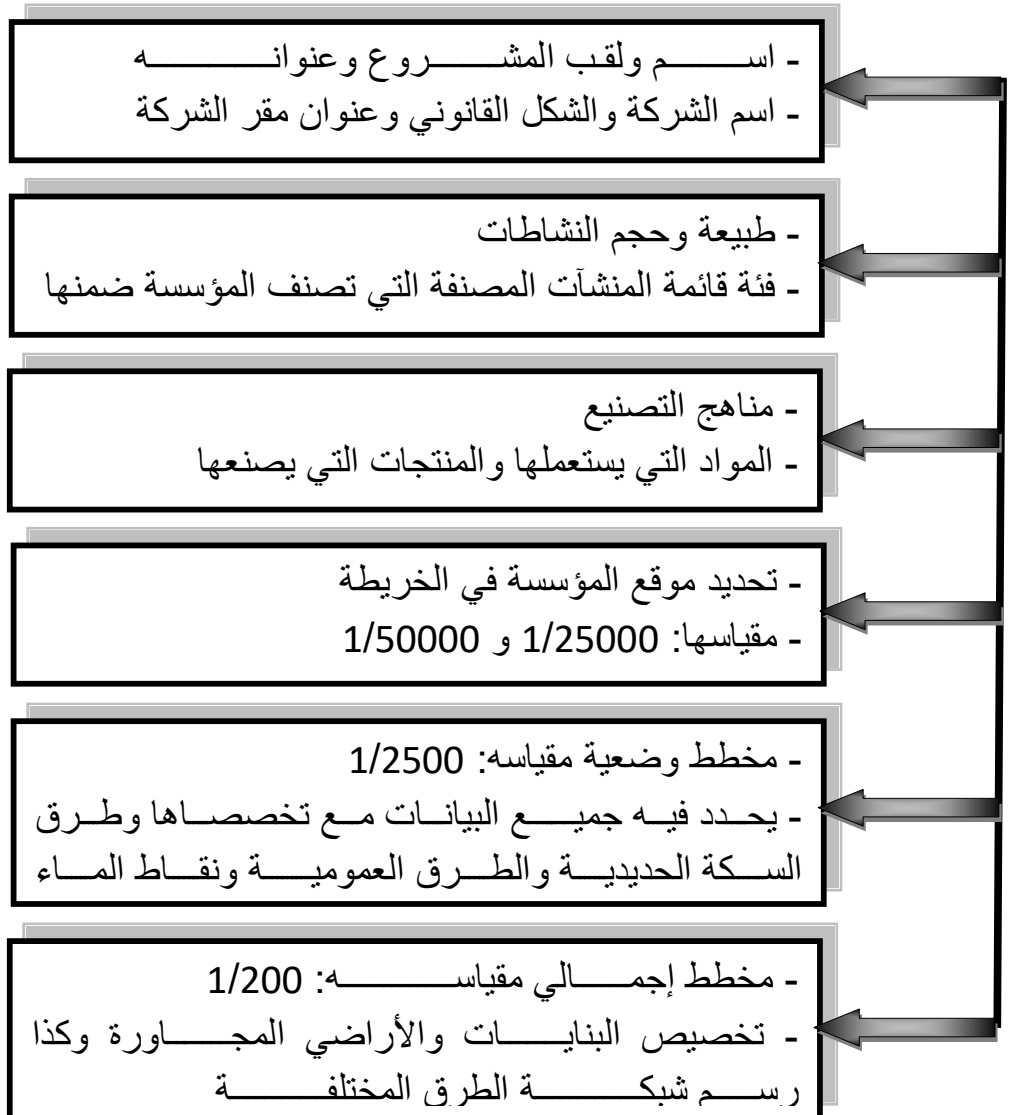 - اسم ولقب المشروع وعنوانه
- اسم الشركة والشكل القانوني وعنوان مقر الشركة
- طبيعة وحجم النشاطات
- فئة قائمة المنشآت المصنفة التي تصنف المؤسسة ضمنها
- مناهج التصنيع
- المواد التي يستعملها والمنتجات التي يصنعها
- تحديد موقع المؤسسة في الخريطة
- مقياسها: 1/25000 و 1/50000
- مخطط وضعية مقياسه: 1/2500
- يحدد فيه جميع البيانات مع تخصصاها وطرق
السكة الحديدية والطرق العمومية ونقاط الماء
- مخطط إجمالي مقياسه: 1/200
- تخصيص البنايات والأراضي المجاورة وكذا
رسم شبكة الطرق المختلفة